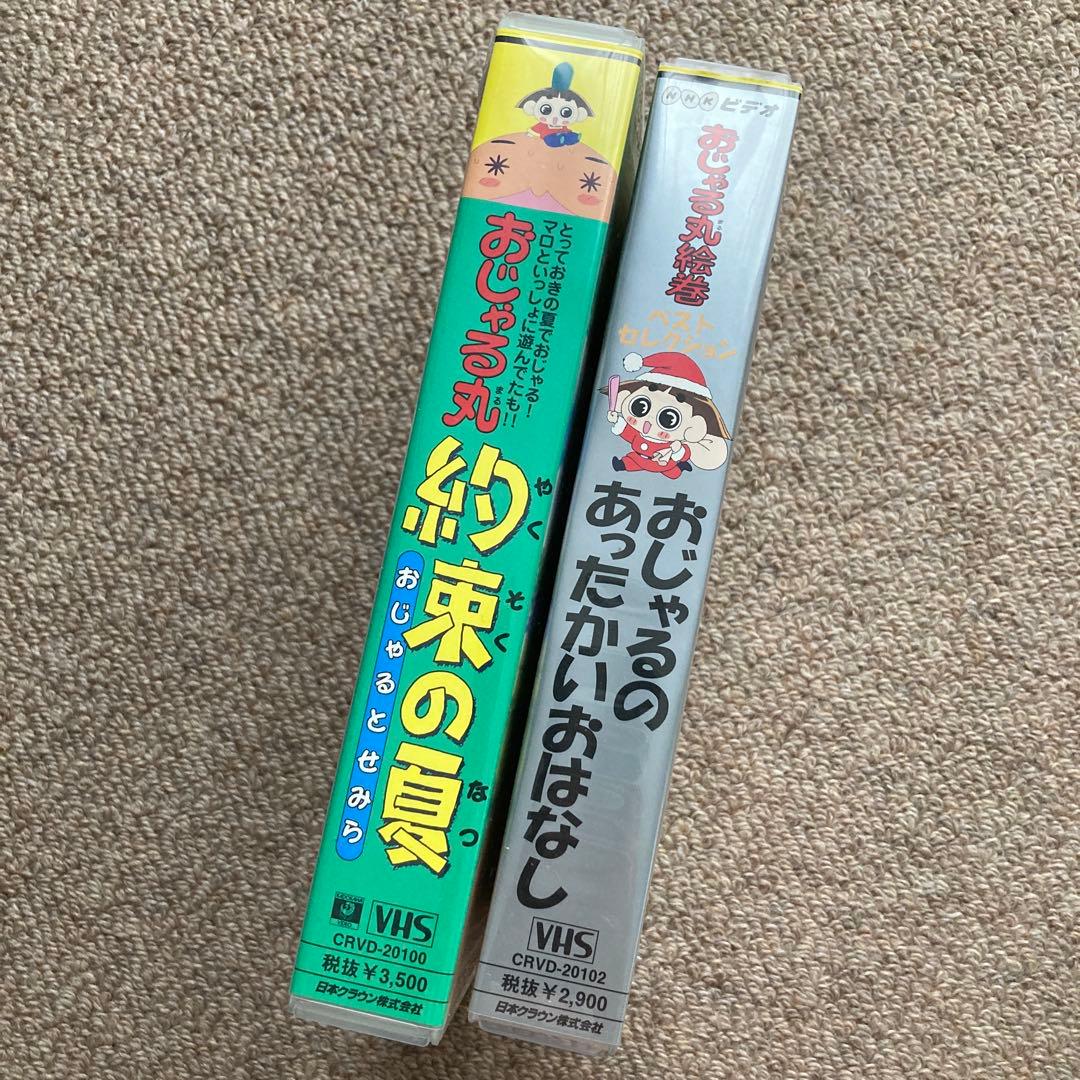 とっておきの夏でおじゃる!
マロといっしょに遊んでたも!!
おじゃる丸
まる
約束の夏
やくそく
なつ
おじゃるとせみら
KADOKAWA
VIDEO
VHS
CRVD-20100
税抜¥3,500
日本クラウン株式会社
NHKビデオ
おじゃる丸絵巻
まる
ベスト
セレクション
おじゃるの
あったかいおはなし
VHS
CRVD-20102
税抜¥2,900
日本クラウン株式会社